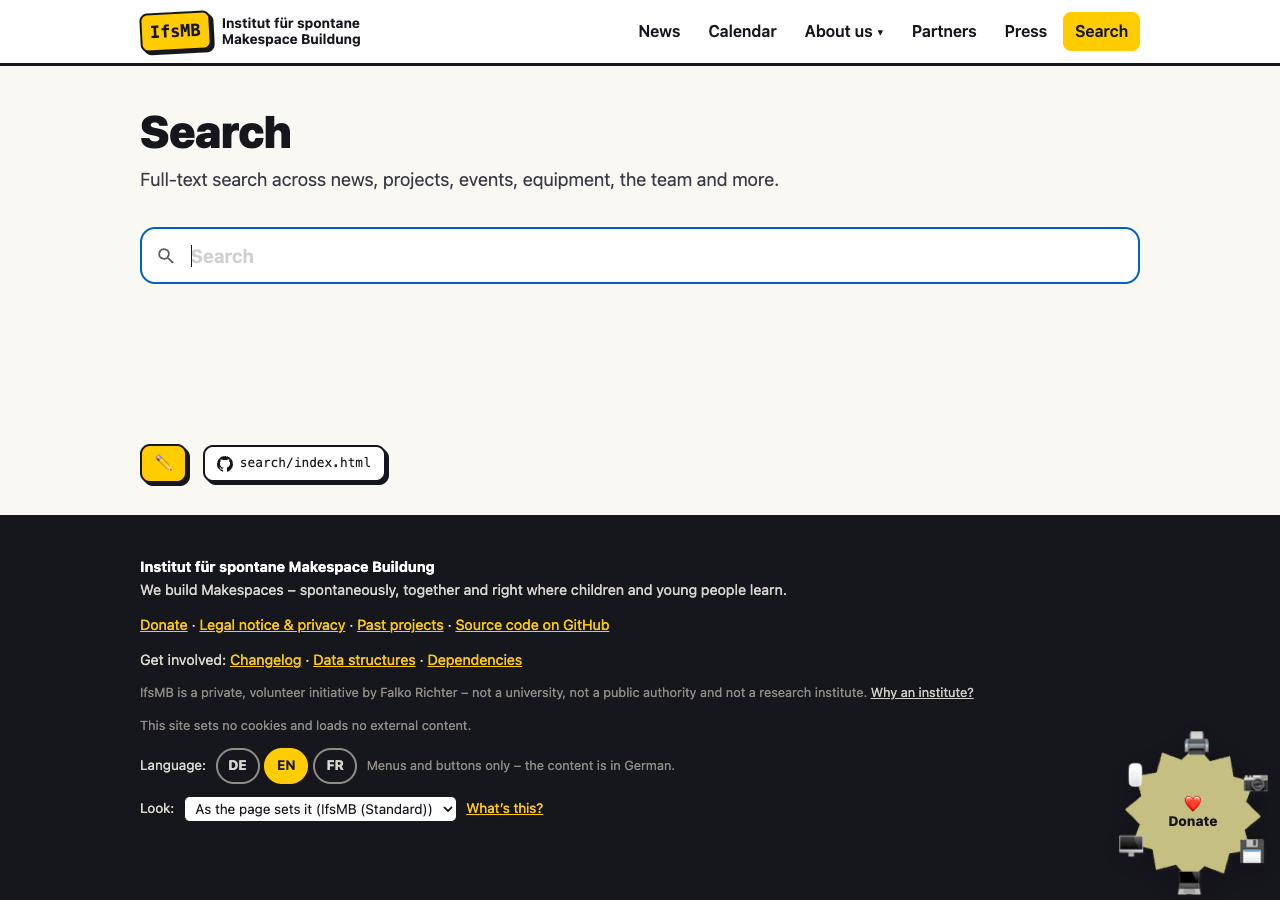 IfsMB
Institut für spontane
Makespace Buildung
News
Calendar
About us ▾
Partners
Press
Search
Search
Full-text search across news, projects, events, equipment, the team and more.
Search
search/index.html
Institut für spontane Makespace Buildung
We build Makespaces – spontaneously, together and right where children and young people learn.
Donate · Legal notice & privacy · Past projects · Source code on GitHub
Get involved: Changelog · Data structures · Dependencies
IfsMB is a private, volunteer initiative by Falko Richter – not a university, not a public authority and not a research institute. Why an institute?
This site sets no cookies and loads no external content.
Language: DE EN FR Menus and buttons only – the content is in German.
Look: As the page sets it (IfsMB (Standard)) What's this?
Donate